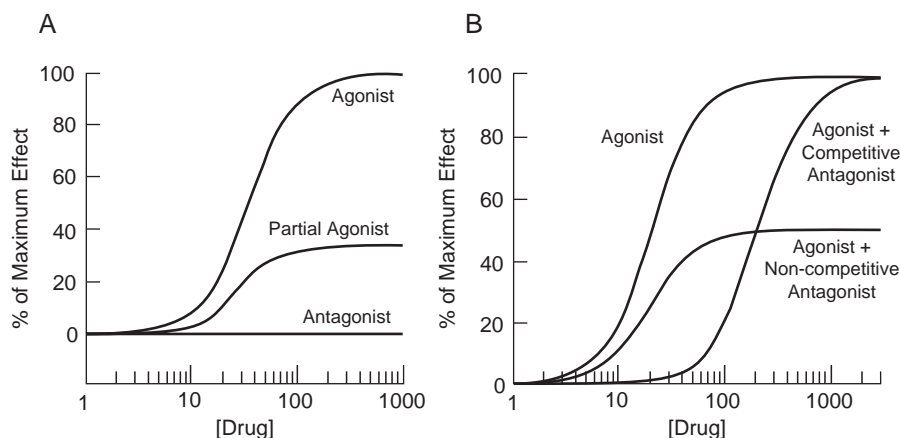 A
% of Maximum Effect
100
80
60
40
20
0
Agonist
Partial Agonist
Antagonist
1
10
100
1000
[Drug]
B
% of Maximum Effect
100
80
60
40
20
0
Agonist
Agonist +
Competitive
Antagonist
Agonist +
Non-competitive
Antagonist
1
10
100
1000
[Drug]